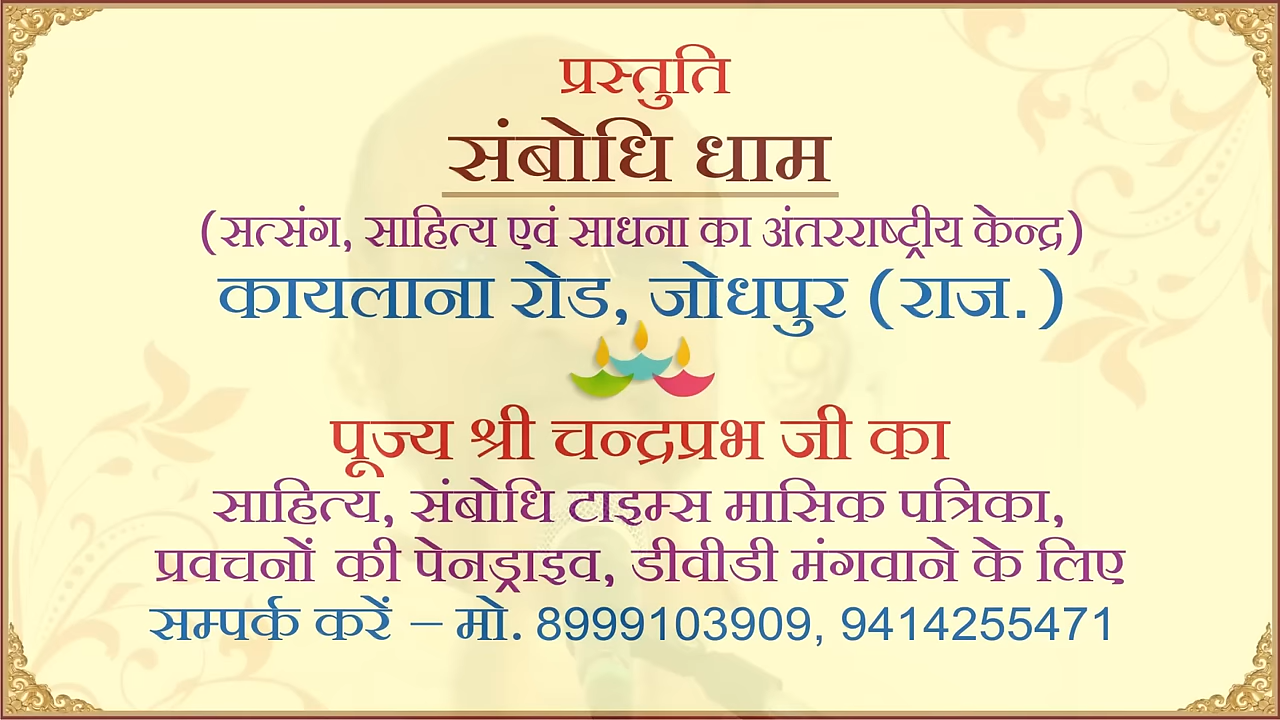 प्रस्तुति
संबोधि धाम
(सत्संग, साहित्य एवं साधना का अंतरराष्ट्रीय केन्द्र)
कायलाना रोड, जोधपुर (राज.)
पूज्य श्री चन्द्रप्रभ जी का
साहित्य, संबोधि टाइम्स मासिक पत्रिका,
प्रवचनों की पेनड्राइव, डीवीडी मंगवाने के लिए
सम्पर्क करें – मो. 8999103909, 9414255471